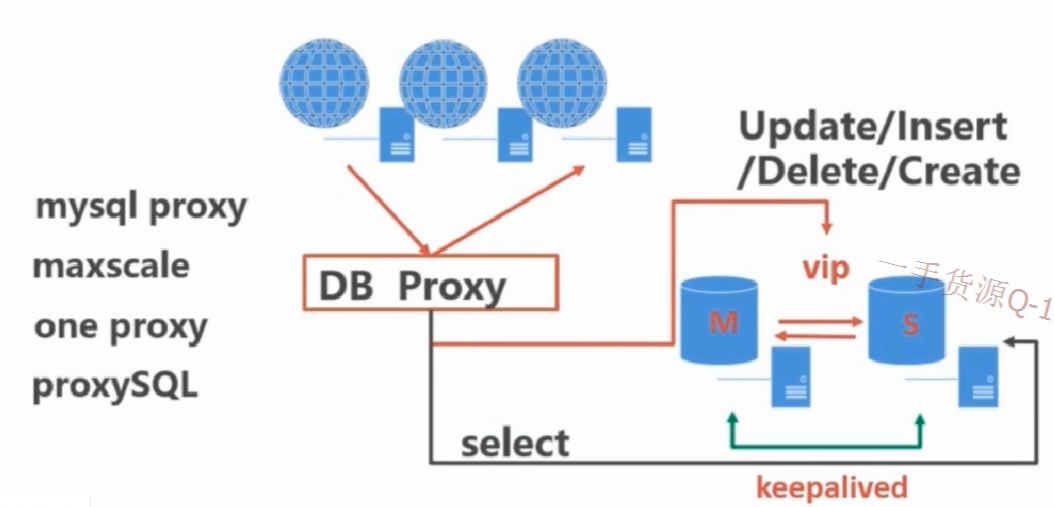 Update/Insert
/Delete/Create
mysql proxy
maxscale
one proxy
proxySQL
DB Proxy
vip
一手货源Q-1
M
S
select
keepalived